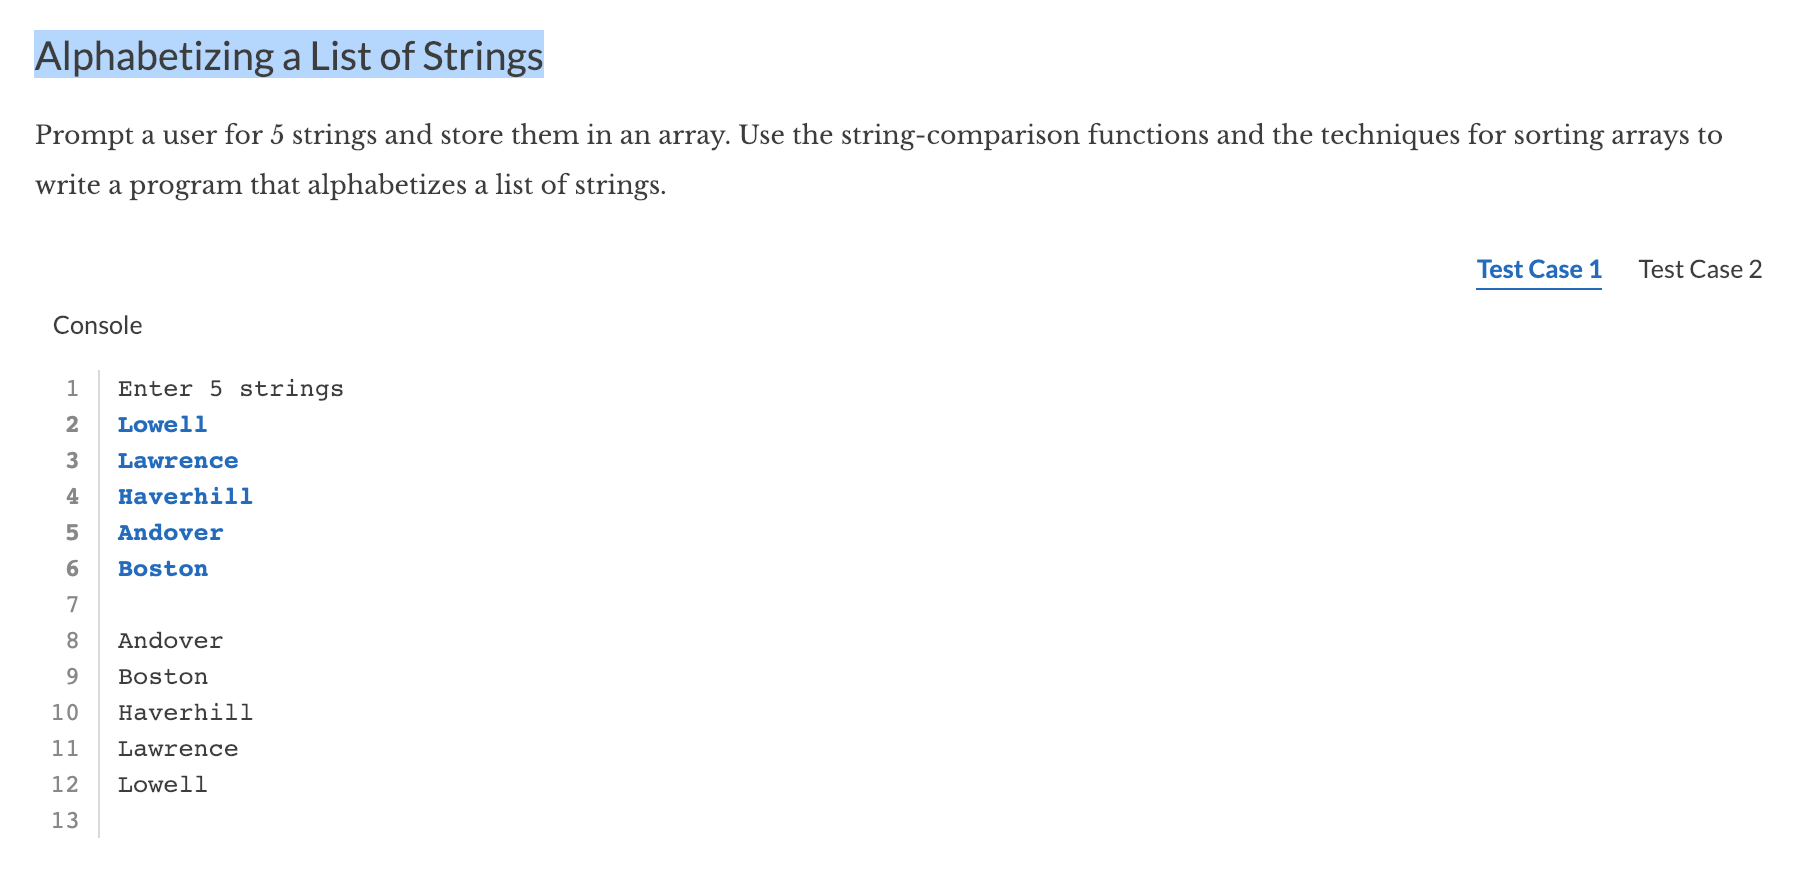 Alphabetizing a List of Strings
Prompt a user for 5 strings and store them in an array. Use the string-comparison functions and the techniques for sorting arrays to
write a program that alphabetizes a list of strings.
Test Case 1 Test Case 2
Console
1 Enter 5 strings
2 Lowell
3 Lawrence
4 Haverhill
5 Andover
6 Boston
7
8 Andover
9 Boston
10 Haverhill
11 Lawrence
12 Lowell
13